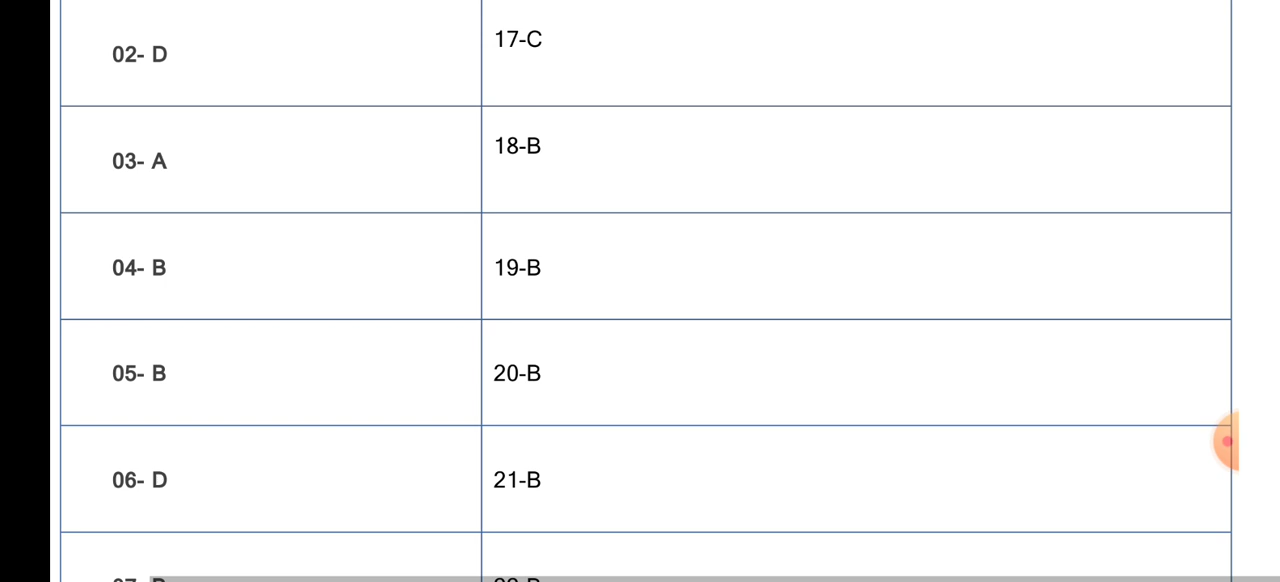 02- D
17-C
03- A
18-B
04- B
19-B
05- B
20-B
06- D
21-B